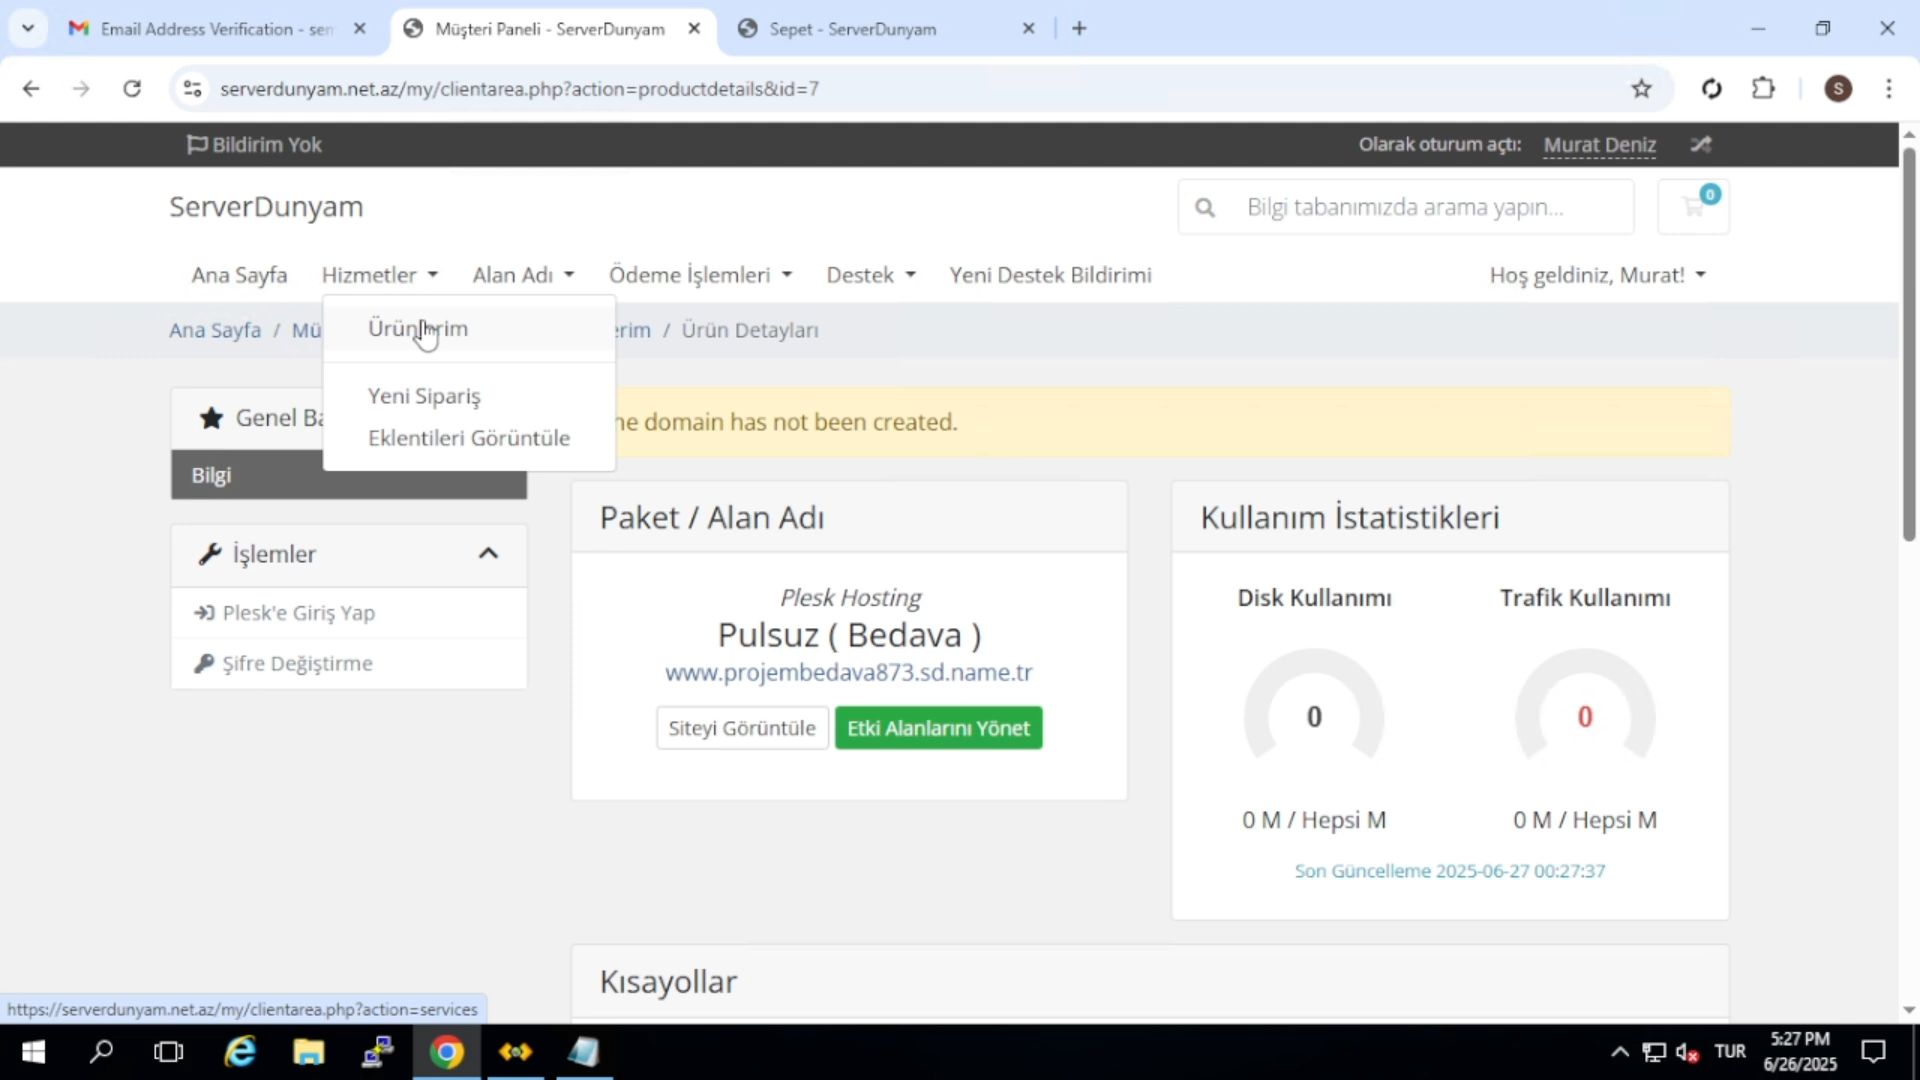 Email Address Verification - ser
Müşteri Paneli - ServerDunyam
Sepet - ServerDunyam
serverdunyam.net.az/my/clientarea.php?action=productdetails&id=7
S
Bildirim Yok
Olarak oturum açtı: Murat Deniz
ServerDunyam
Bilgi tabanımızda arama yapın...
0
Ana Sayfa Hizmetler Alan Adı Ödeme İşlemleri Destek Yeni Destek Bildirimi Hoş geldiniz, Murat!
Ana Sayfa / Mü
Ürünlerim
erim / Ürün Detayları
Yeni Sipariş
Eklentileri Görüntüle
Genel Ba
he domain has not been created.
Bilgi
İşlemler
Plesk'e Giriş Yap
Şifre Değiştirme
Paket / Alan Adı
Plesk Hosting
Pulsuz ( Bedava )
www.projembedava873.sd.name.tr
Siteyi Görüntüle
Etki Alanlarını Yönet
Kullanım İstatistikleri
Disk Kullanımı Trafik Kullanımı
0 0
0 M / Hepsi M 0 M / Hepsi M
Son Güncelleme 2025-06-27 00:27:37
Kısayollar
https://serverdunyam.net.az/my/clientarea.php?action=services
TUR
5:27 PM
6/26/2025